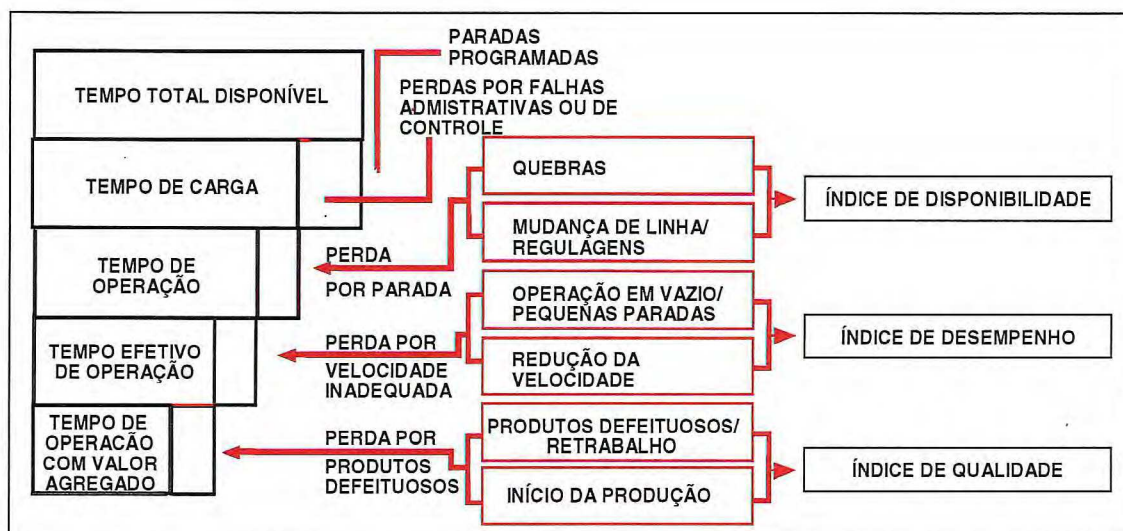 PARADAS
PROGRAMADAS
TEMPO TOTAL DISPONÍVEL
PERDAS POR FALHAS
ADMISTRATIVAS OU DE
CONTROLE
TEMPO DE CARGA
QUEBRAS
MUDANÇA DE LINHA/
REGULAGENS
ÍNDICE DE DISPONIBILIDADE
TEMPO DE
OPERAÇÃO
PERDA
POR PARADA
OPERAÇÃO EM VAZIO/
PEQUENAS PARADAS
REDUÇÃO DA
VELOCIDADE
ÍNDICE DE DESEMPENHO
TEMPO EFETIVO
DE OPERAÇÃO
PERDA POR
VELOCIDADE
INADEQUADA
PRODUTOS DEFEITUOSOS/
RETRABALHO
INÍCIO DA PRODUÇÃO
ÍNDICE DE QUALIDADE
TEMPO DE
OPERACÃO
COM VALOR
AGREGADO
PERDA POR
PRODUTOS
DEFEITUOSOS